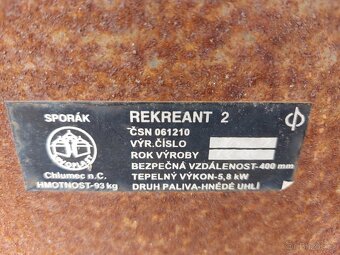 SPORÁK
REKREANT 2
ČSN 061210
VÝR.ČÍSLO
ROK VÝROBY
BEZPEČNÁ VZDÁLENOST-400 mm
TEPELNÝ VÝKON-5,8 kW
DRUH PALIVA-HNĚDÉ UHLÍ
Chlumec n.C.
HMOTNOST-93 kg